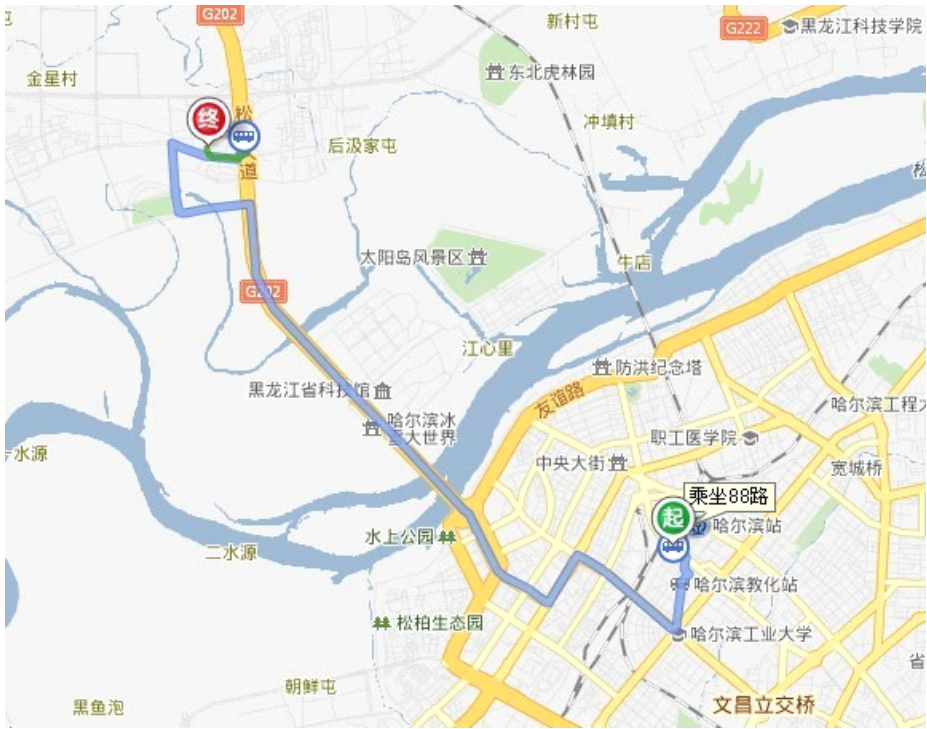 G202
新村屯
G222
黑龙江科技学院
东北虎林园
金星村
终
松
冲填村
后汲家屯
道
松
太阳岛风景区
牛店
G202
江心里
防洪纪念塔
黑龙江省科技馆
友谊路
哈尔滨工程大
哈尔滨冰
雪大世界
职工医学院
水源
中央大街
宽城桥
乘坐88路
起
哈尔滨站
水上公园
二水源
哈尔滨教化站
松柏生态园
哈尔滨工业大学
省
朝鲜屯
黑鱼泡
文昌立交桥